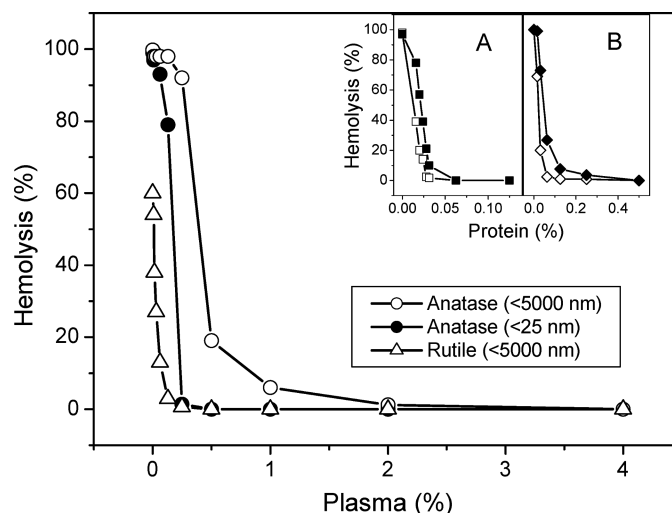 100
80
60
40
20
0
Hemolysis (%)
0
1
2
3
4
Plasma (%)
100
80
60
40
20
0
Hemolysis (%)
A
B
0.00
0.05
0.10
0.0
0.2
0.4
Protein (%)
Anatase (<5000 nm)
Anatase (<25 nm)
Rutile (<5000 nm)